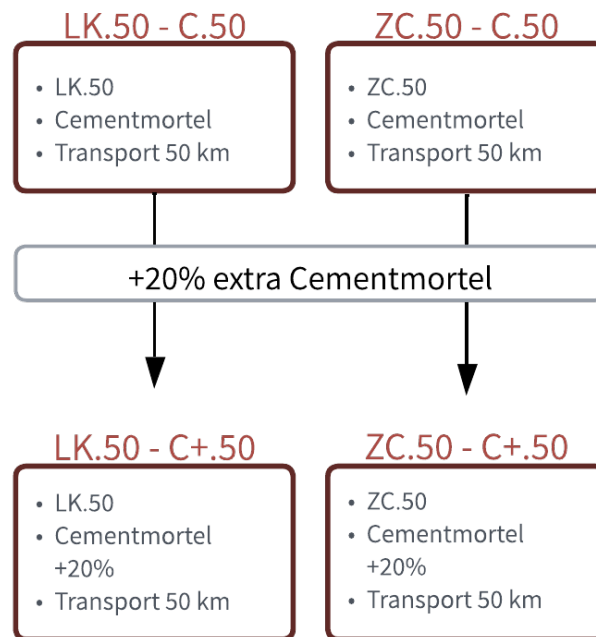 LK.50 - C.50
• LK.50
• Cementmortel
• Transport 50 km
ZC.50 - C.50
• ZC.50
• Cementmortel
• Transport 50 km
+20% extra Cementmortel
LK.50 - C+.50
• LK.50
• Cementmortel
+20%
• Transport 50 km
ZC.50 - C+.50
• ZC.50
• Cementmortel
+20%
• Transport 50 km